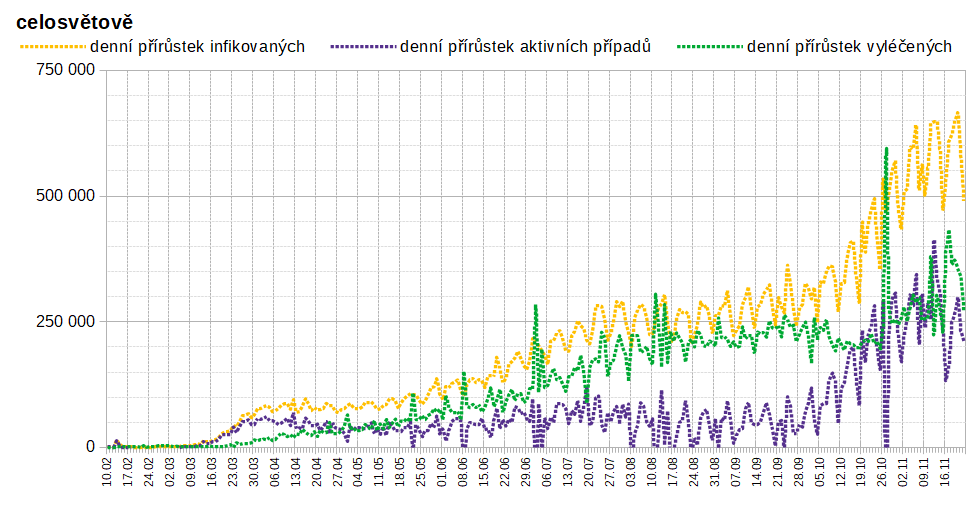 celosvětově
denní přírůstek infikovaných denní přírůstek aktivních případů denní přírůstek vyléčených
750 000
500 000
250 000
0
10.02 17.02 24.02 02.03 09.03 16.03 23.03 30.03 06.04 13.04 20.04 27.04 04.05 11.05 18.05 25.05 01.06 08.06 15.06 22.06 29.06 06.07 13.07 20.07 27.07 03.08 10.08 17.08 24.08 31.08 07.09 14.09 21.09 28.09 05.10 12.10 19.10 26.10 02.11 09.11 16.11